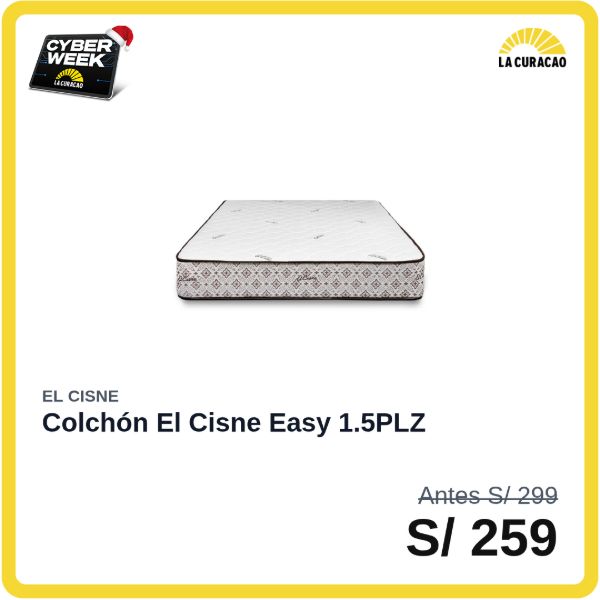 CYBER
WEEK
LA CURACAO
LA CURACAO
EL CISNE
Colchón El Cisne Easy 1.5PLZ
Antes S/ 299
S/ 259